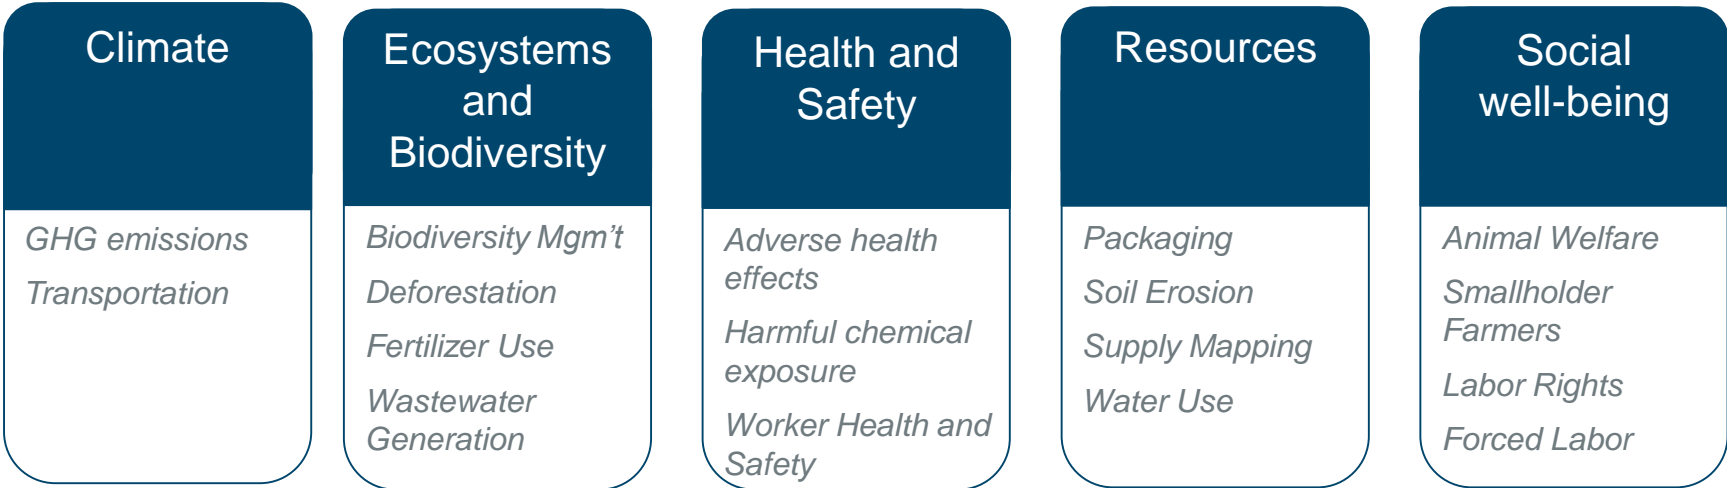 Climate
GHG emissions
Transportation
Ecosystems
and
Biodiversity
Biodiversity Mgm’t
Deforestation
Fertilizer Use
Wastewater
Generation
Health and
Safety
Adverse health
effects
Harmful chemical
exposure
Worker Health and
Safety
Resources
Packaging
Soil Erosion
Supply Mapping
Water Use
Social
well-being
Animal Welfare
Smallholder
Farmers
Labor Rights
Forced Labor